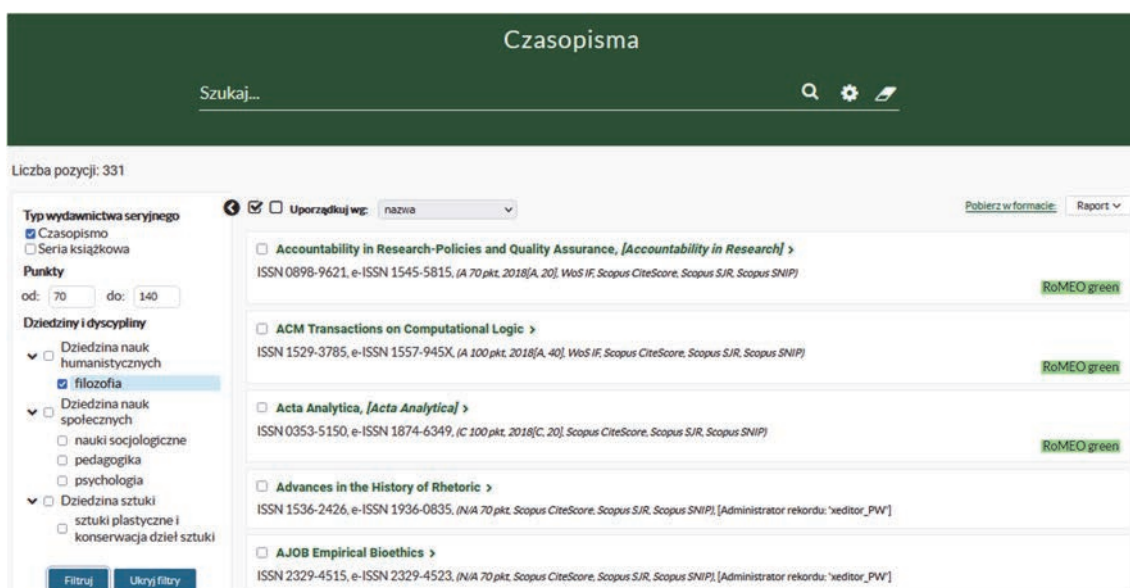 Czasopisma
Szukaj...
Liczba pozycji: 331
Typ wydawnictwa seryjnego
Czasopismo
Seria książkowa
Punkty
od: 70 do: 140
Dziedziny i dyscypliny
Dziedzina nauk
humanistycznych
filozofia
Dziedzina nauk
społecznych
nauki socjologiczne
pedagogika
psychologia
Dziedzina sztuki
sztuki plastyczne i
konserwacja dzieł sztuki
Filtruj Ukryj filtry
Uporządkuj wg: nazwa
Pobierz w formacie: Raport
Accountability in Research-Policies and Quality Assurance, [Accountability in Research] >
ISSN 0898-9621, e-ISSN 1545-5815, (A 70 pkt, 2018[A, 20], WoS IF, Scopus CiteScore, Scopus SJR, Scopus SNIP)
RoMEO green
ACM Transactions on Computational Logic >
ISSN 1529-3785, e-ISSN 1557-945X, (A 100 pkt, 2018[A, 40], WoS IF, Scopus CiteScore, Scopus SJR, Scopus SNIP)
RoMEO green
Acta Analytica, [Acta Analytica] >
ISSN 0353-5150, e-ISSN 1874-6349, (C 100 pkt, 2018[C, 20], Scopus CiteScore, Scopus SJR, Scopus SNIP)
RoMEO green
Advances in the History of Rhetoric >
ISSN 1536-2426, e-ISSN 1936-0835, (N/A 70 pkt, Scopus CiteScore, Scopus SJR, Scopus SNIP), [Administrator rekordu: 'xeditor_PW']
AJOB Empirical Bioethics >
ISSN 2329-4515, e-ISSN 2329-4523, (N/A 70 pkt, Scopus CiteScore, Scopus SJR, Scopus SNIP), [Administrator rekordu: 'xeditor_PW']